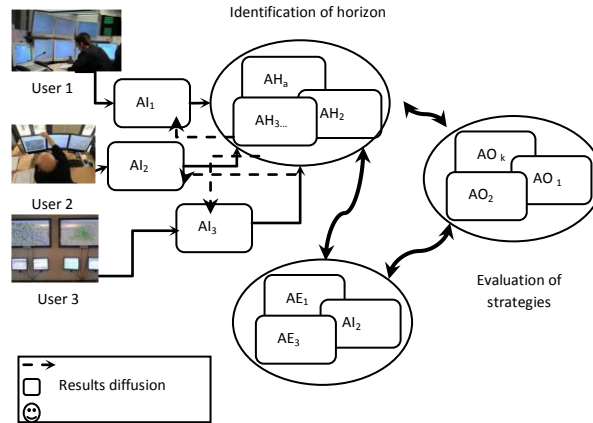 Identification of horizon
User 1
AI1
AHa
AH3...
AH2
User 2
AI2
AO k
AO 1
AO2
User 3
AI3
Evaluation of
strategies
AE1
AI2
AE3
Results diffusion